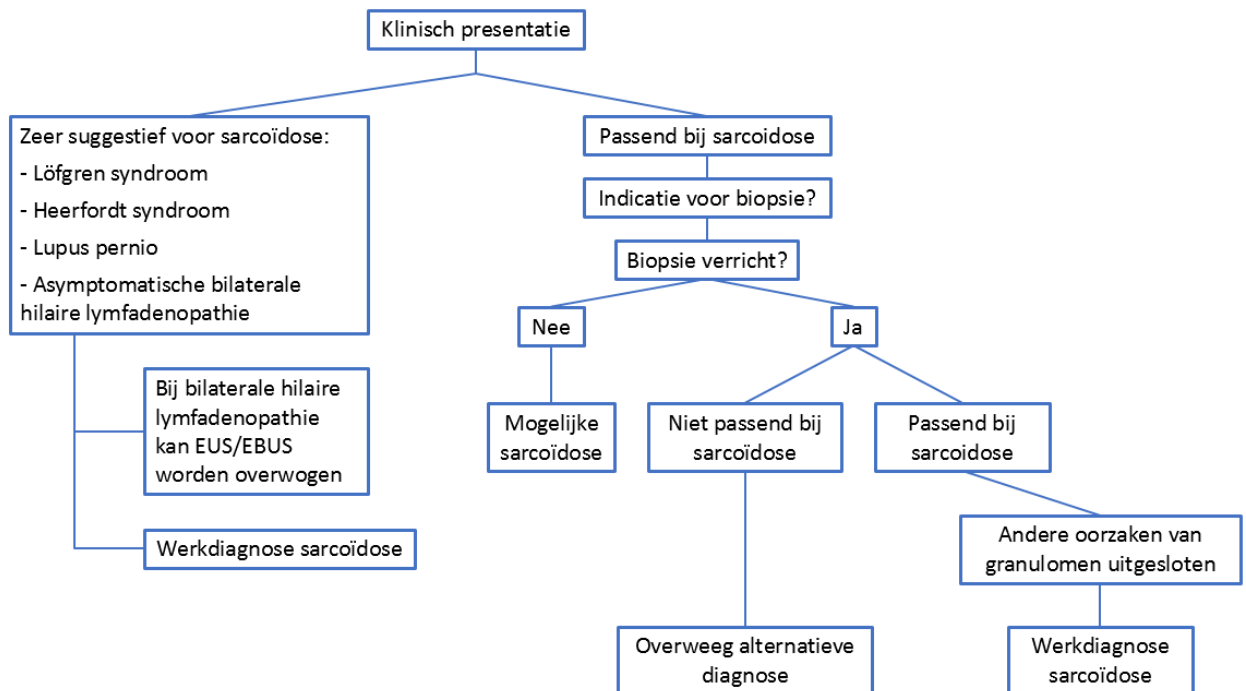 Klinisch presentatie
Zeer suggestief voor sarcoïdose:
- Löfgren syndroom
- Heerfordt syndroom
- Lupus pernio
- Asymptomatische bilaterale
hilaire lymfadenopathie
Bij bilaterale hilaire
lymfadenopathie
kan EUS/EBUS
worden overwogen
Werkdiagnose sarcoïdose
Passend bij sarcoidose
Indicatie voor biopsie?
Biopsie verricht?
Nee
Mogelijke
sarcoïdose
Ja
Niet passend bij
sarcoïdose
Overweeg alternatieve
diagnose
Passend bij
sarcoidose
Andere oorzaken van
granulomen uitgesloten
Werkdiagnose
sarcoïdose